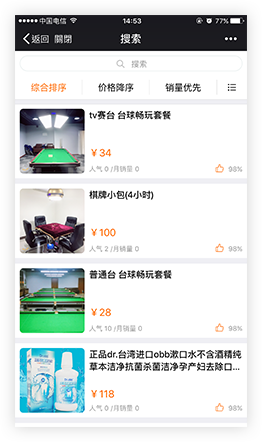 中国电信 14:53 77%
返回 關閉 搜索
搜索
综合排序 价格降序 销量优先
tv赛台 台球畅玩套餐
¥34
人气 0 /月销量 0 98%
棋牌小包(4小时)
¥100
人气 2 /月销量 0 98%
普通台 台球畅玩套餐
¥28
人气 10 /月销量 0 98%
正品dr.台湾进口obb漱口水不含酒精纯
草本洁净抗菌杀菌洁净孕产妇去除口...
¥118
人气 0 /月销量 0 98%